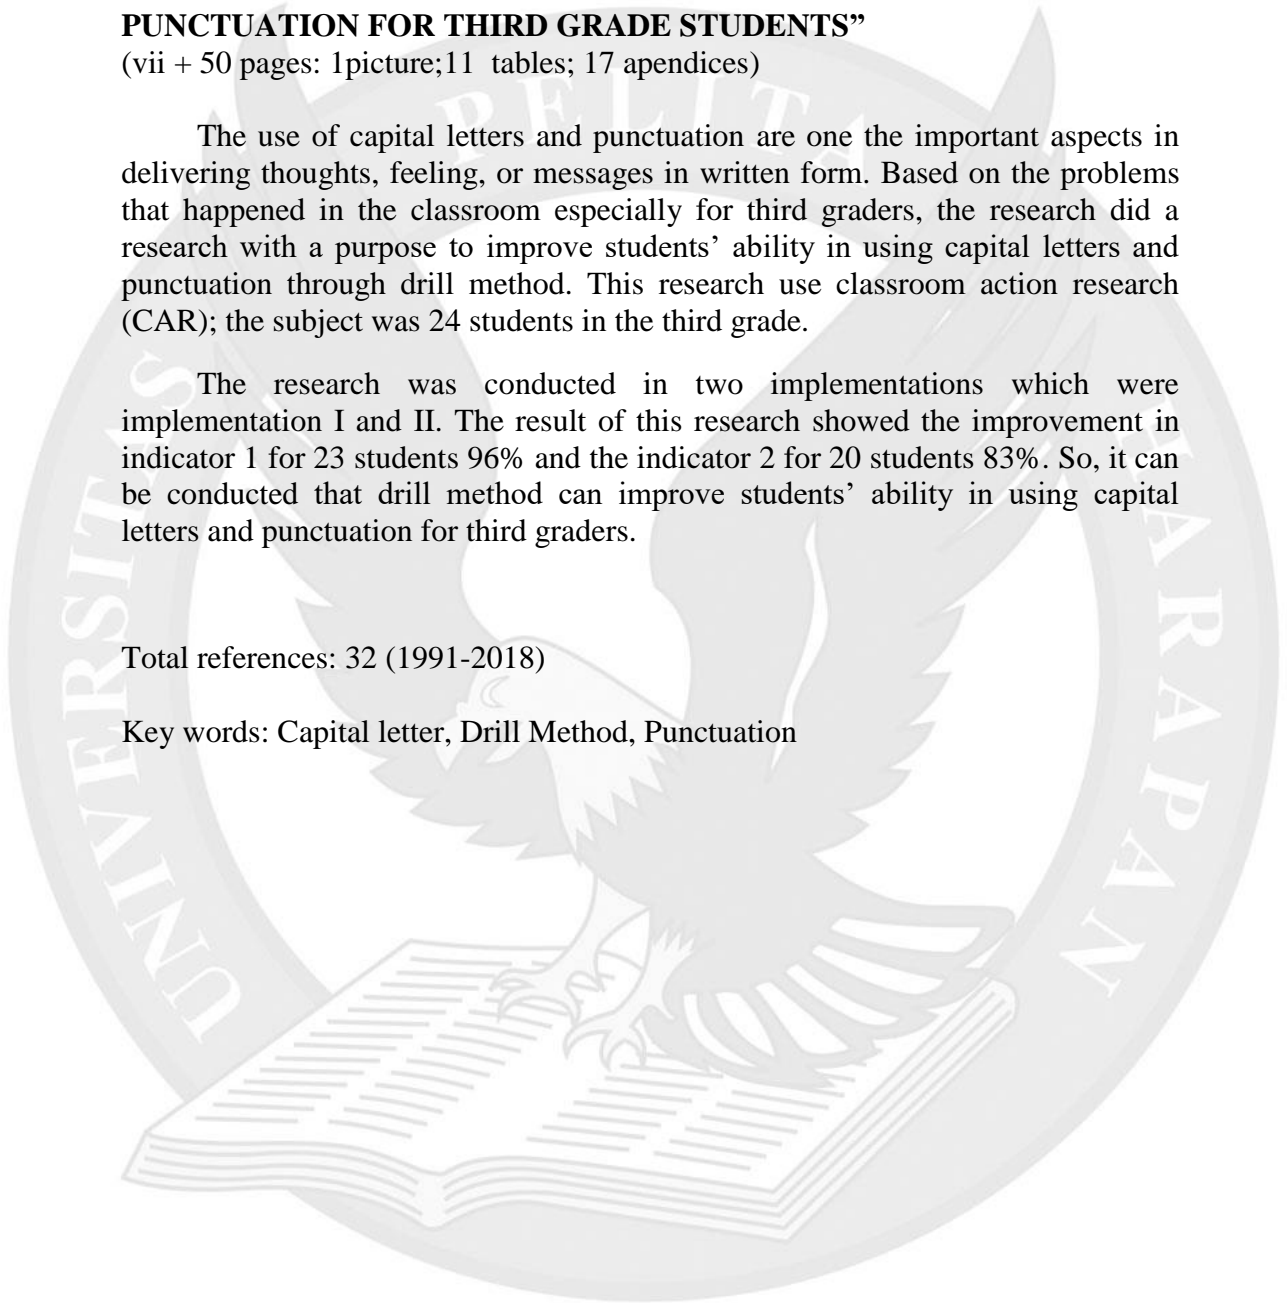 PUNCTUATION FOR THIRD GRADE STUDENTS”
(vii + 50 pages: 1picture;11 tables; 17 apendices)
The use of capital letters and punctuation are one the important aspects in
delivering thoughts, feeling, or messages in written form. Based on the problems
that happened in the classroom especially for third graders, the research did a
research with a purpose to improve students’ ability in using capital letters and
punctuation through drill method. This research use classroom action research
(CAR); the subject was 24 students in the third grade.
The research was conducted in two implementations which were
implementation I and II. The result of this research showed the improvement in
indicator 1 for 23 students 96% and the indicator 2 for 20 students 83%. So, it can
be conducted that drill method can improve students’ ability in using capital
letters and punctuation for third graders.
Total references: 32 (1991-2018)
Key words: Capital letter, Drill Method, Punctuation
UNIVERSITAS PELITA HARAPAN